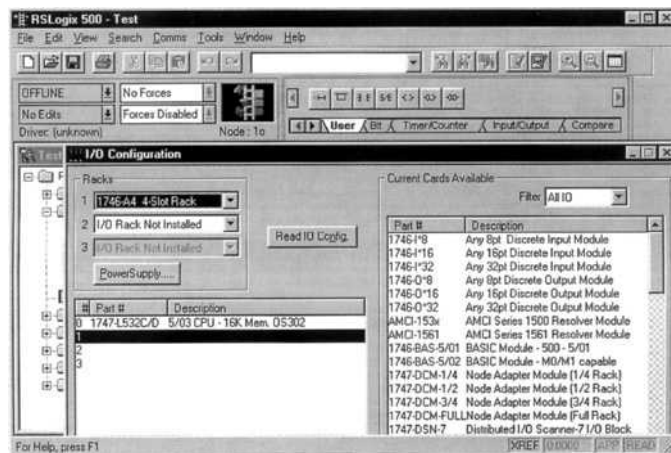 RSLogix 500 - Test
File Edit View Search Comms Tools Window Help
OFFLINE No Forces
No Edits Forces Disabled
Driver: (unknown) Node: 1o
User Bit Timer/Counter Input/Output Compare
Test
I/O Configuration
Racks
1 1746-A4 4-Slot Rack
2 I/O Rack Not Installed
3 I/O Rack Not Installed
Read IO Config.
PowerSupply.....
# Part # Description
0 1747-L532C/D 5/03 CPU - 16K Mem. OS302
1
2
3
Current Cards Available
Filter All IO
Part # Description
1746-I*8 Any 8pt Discrete Input Module
1746-I*16 Any 16pt Discrete Input Module
1746-I*32 Any 32pt Discrete Input Module
1746-O*8 Any 8pt Discrete Output Module
1746-O*16 Any 16pt Discrete Output Module
1746-O*32 Any 32pt Discrete Output Module
AMCI-153x AMCI Series 1500 Resolver Module
AMCI-1561 AMCI Series 1561 Resolver Module
1746-BAS-5/01 BASIC Module - 500 - 5/01
1746-BAS-5/02 BASIC Module - M0/M1 capable
1747-DCM-1/4 Node Adapter Module (1/4 Rack)
1747-DCM-1/2 Node Adapter Module (1/2 Rack)
1747-DCM-3/4 Node Adapter Module (3/4 Rack)
1747-DCM-FULL Node Adapter Module (Full Rack)
1747-DSN-7 Distributed I/O Scanner-7 I/O Block
For Help, press F1
XREF 0:0000 APP READ